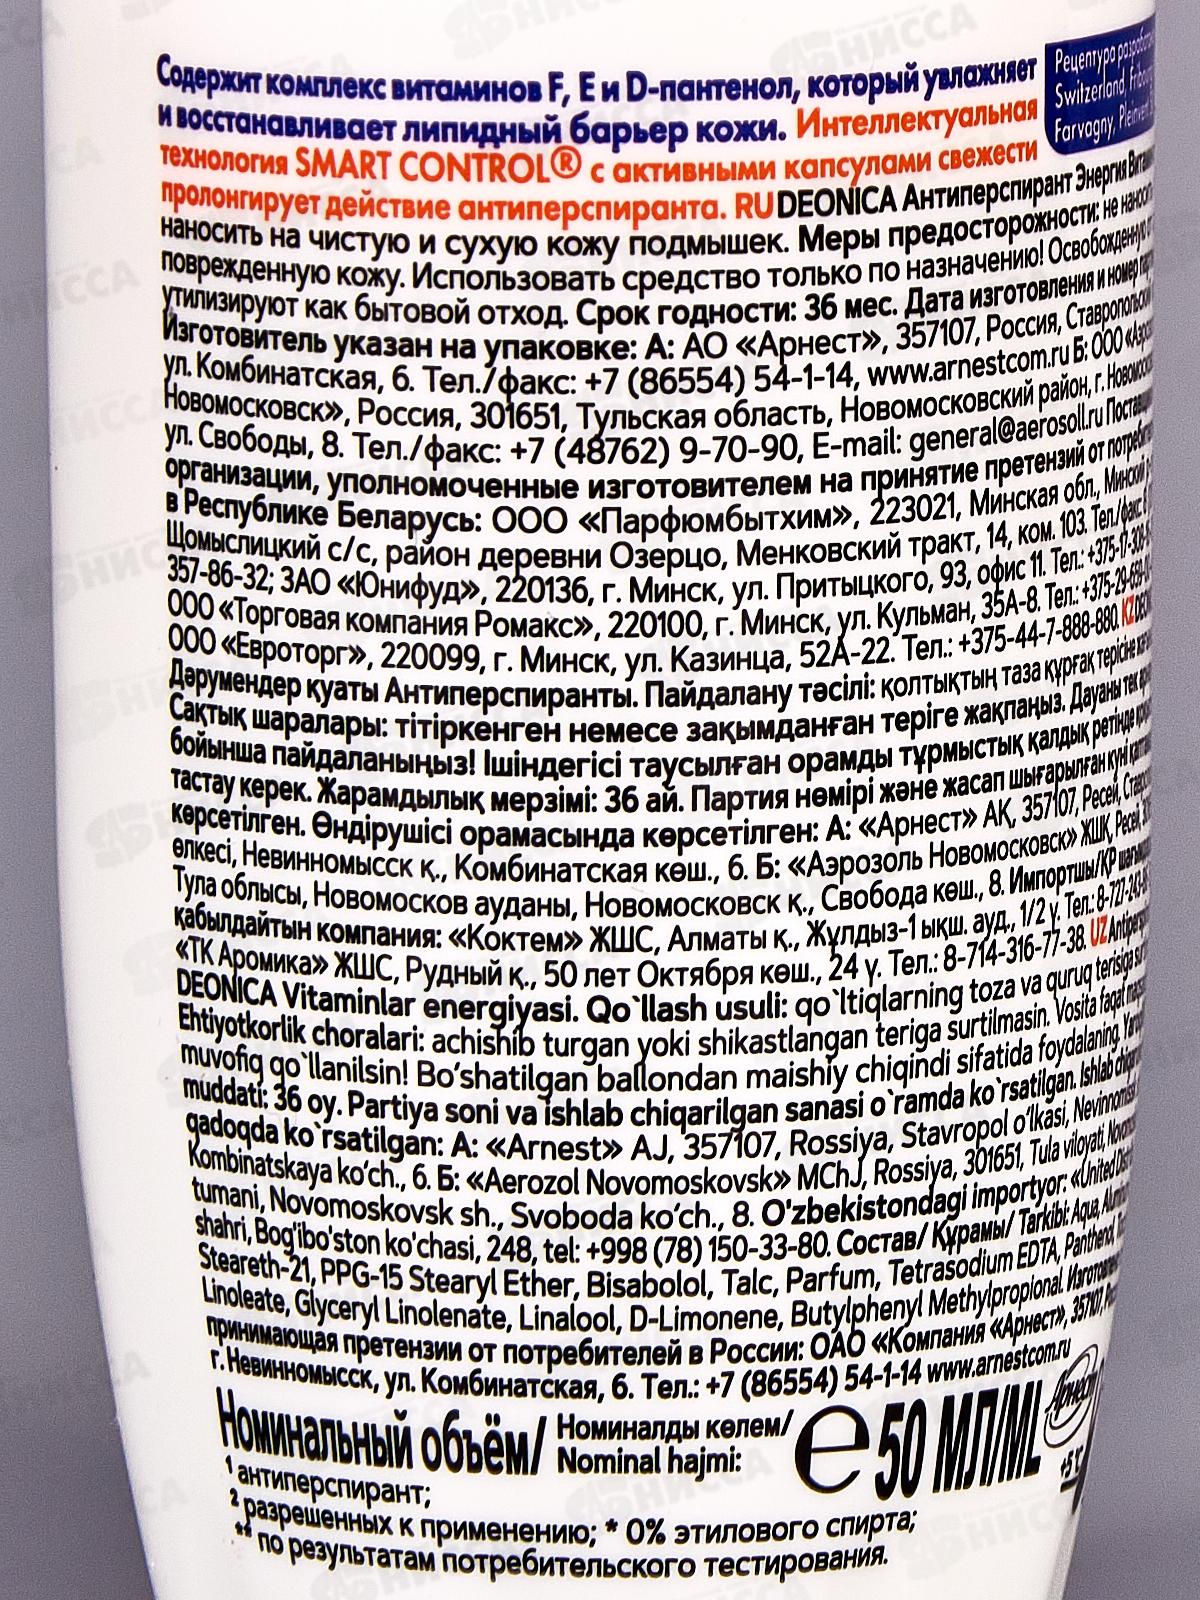 Содержит комплекс витаминов F, E и D-пантенол, который увлажняет
и восстанавливает липидный барьер кожи. Интеллектуальная
технология SMART CONTROL® с активными капсулами свежести
пролонгирует действие антиперспиранта. RU DEONICA Антиперспирант Энергия
наносить на чистую и сухую кожу подмышек. Меры предосторожности: не
поврежденную кожу. Использовать средство только по назначению! Освобожденную
утилизируют как бытовой отход. Срок годности: 36 мес. Дата изготовления и номер
Изготовитель указан на упаковке: А: АО «Арнест», 357107, Россия, Ставропольский
ул. Комбинатская, 6. Тел./факс: +7 (86554) 54-1-14, www.arnestcom.ru Б: ООО
Новомосковск», Россия, 301651, Тульская область, Новомосковский район, г.
ул. Свободы, 8. Тел./факс: +7 (48762) 9-70-90, E-mail: general@aerosoll.ru
организации, уполномоченные изготовителем на принятие претензий от
в Республике Беларусь: ООО «Парфюмбытхим», 223021, Минская обл., Минский
Щомыслицкий с/с, район деревни Озерцо, Менковский тракт, 14, ком. 103. Тел./факс:
357-86-32; ЗАО «Юнифуд», 220136, г. Минск, ул. Притыцкого, 93, офис 11. Тел.:
ООО «Торговая компания Ромакс», 220100, г. Минск, ул. Кульман, 35А-8. Тел.:
ООО «Евроторг», 220099, г. Минск, ул. Казинца, 52А-22. Тел.: +375-44-7-888-880. KZ
Дәрумендер қуаты Антиперспиранты. Пайдалану тәсілі: қолтықтың таза құрғақ терісіне
Сақтық шаралары: тітіркенген немесе зақымданған теріге жақпаңыз. Дауаны тек
бойынша пайдаланыңыз! Ішіндегісі таусылған орамды тұрмыстық қалдық ретінде
тастау керек. Жарамдылық мерзімі: 36 ай. Партия нөмірі және жасап шығарылған күні
көрсетілген. Өндірушісі орамасында көрсетілген: А: «Арнест» АҚ, 357107, Ресей,
өлкесі, Невинномысск қ., Комбинатская көш., 6. Б: «Аэрозоль Новомосковск» ЖШҚ, Ресей,
Тула облысы, Новомосков ауданы, Новомосковск қ., Свобода көш., 8. Импортшы/ҚР
қабылдайтын компания: «Коктем» ЖШС, Алматы қ., Жұлдыз-1 ықш. ауд., 1/2 ү. Тел.:
«ТК Аромика» ЖШС, Рудный қ., 50 лет Октября көш., 24 ү. Тел.: 8-714-316-77-38. UZ
DEONICA Vitaminlar energiyasi. Qo`llash usuli: qo`ltiqlarning toza va quruq terisiga
Ehtiyotkorlik choralari: achishib turgan yoki shikastlangan teriga surtilmasin. Vosita faqat
muvofiq qo`llanilsin! Bo‘shatilgan ballondan maishiy chiqindi sifatida foydalaning.
muddati: 36 oy. Partiya soni va ishlab chiqarilgan sanasi o`ramda ko`rsatilgan. Ishlab
qadoqda ko`rsatilgan: A: «Arnest» AJ, 357107, Rossiya, Stavropol o‘lkasi,
Kombinatskaya ko‘ch., 6. Б: «Aerozol Novomoskovsk» MChJ, Rossiya, 301651, Tula viloyati,
tumani, Novomoskovsk sh., Svoboda ko‘ch., 8. O'zbekistondagi importyor: «United
shahri, Bog'ibo'ston ko'chasi, 248, tel: +998 (78) 150-33-80. Состав/ Құрамы/ Tarkibi: Aqua,
Steareth-21, PPG-15 Stearyl Ether, Bisabolol, Talc, Parfum, Tetrasodium EDTA, Panthenol,
Linoleate, Glyceryl Linolenate, Linalool, D-Limonene, Butylphenyl Methylpropional.
принимающая претензии от потребителей в России: ОАО «Компания «Арнест», 357107,
г. Невинномысск, ул. Комбинатская, 6. Тел.: +7 (86554) 54-1-14 www.arnestcom.ru
Номинальный объём/ Номиналды көлем/
Nominal hajmi: ℮ 50 МЛ/ML
Арнест
+5 °C
¹ антиперспирант;
² разрешенных к применению; * 0% этилового спирта;
** по результатам потребительского тестирования.
Рецептура
Switzerland,
Farvagny,